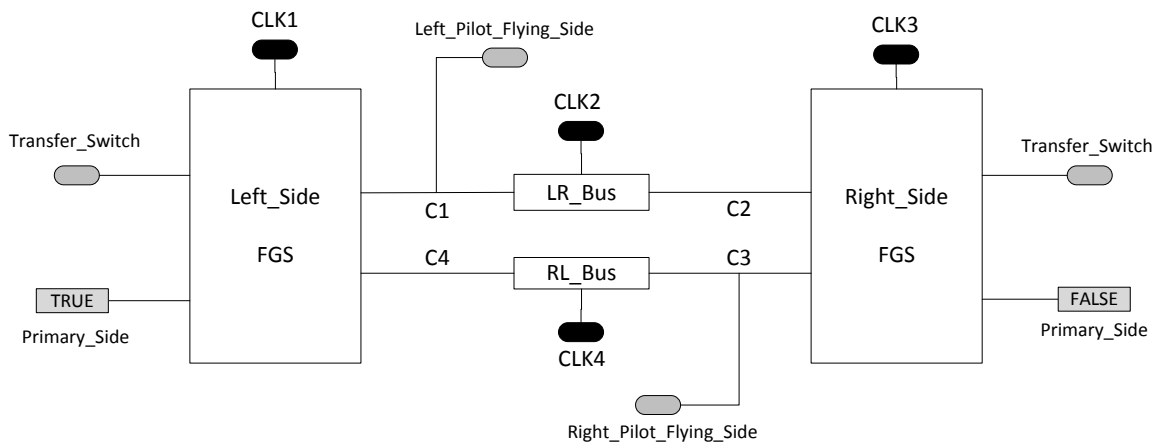 CLK1
Left_Pilot_Flying_Side
CLK3
CLK2
Transfer_Switch
Transfer_Switch
Left_Side
LR_Bus
Right_Side
C1
C2
FGS
C4
RL_Bus
C3
FGS
TRUE
FALSE
Primary_Side
CLK4
Primary_Side
Right_Pilot_Flying_Side